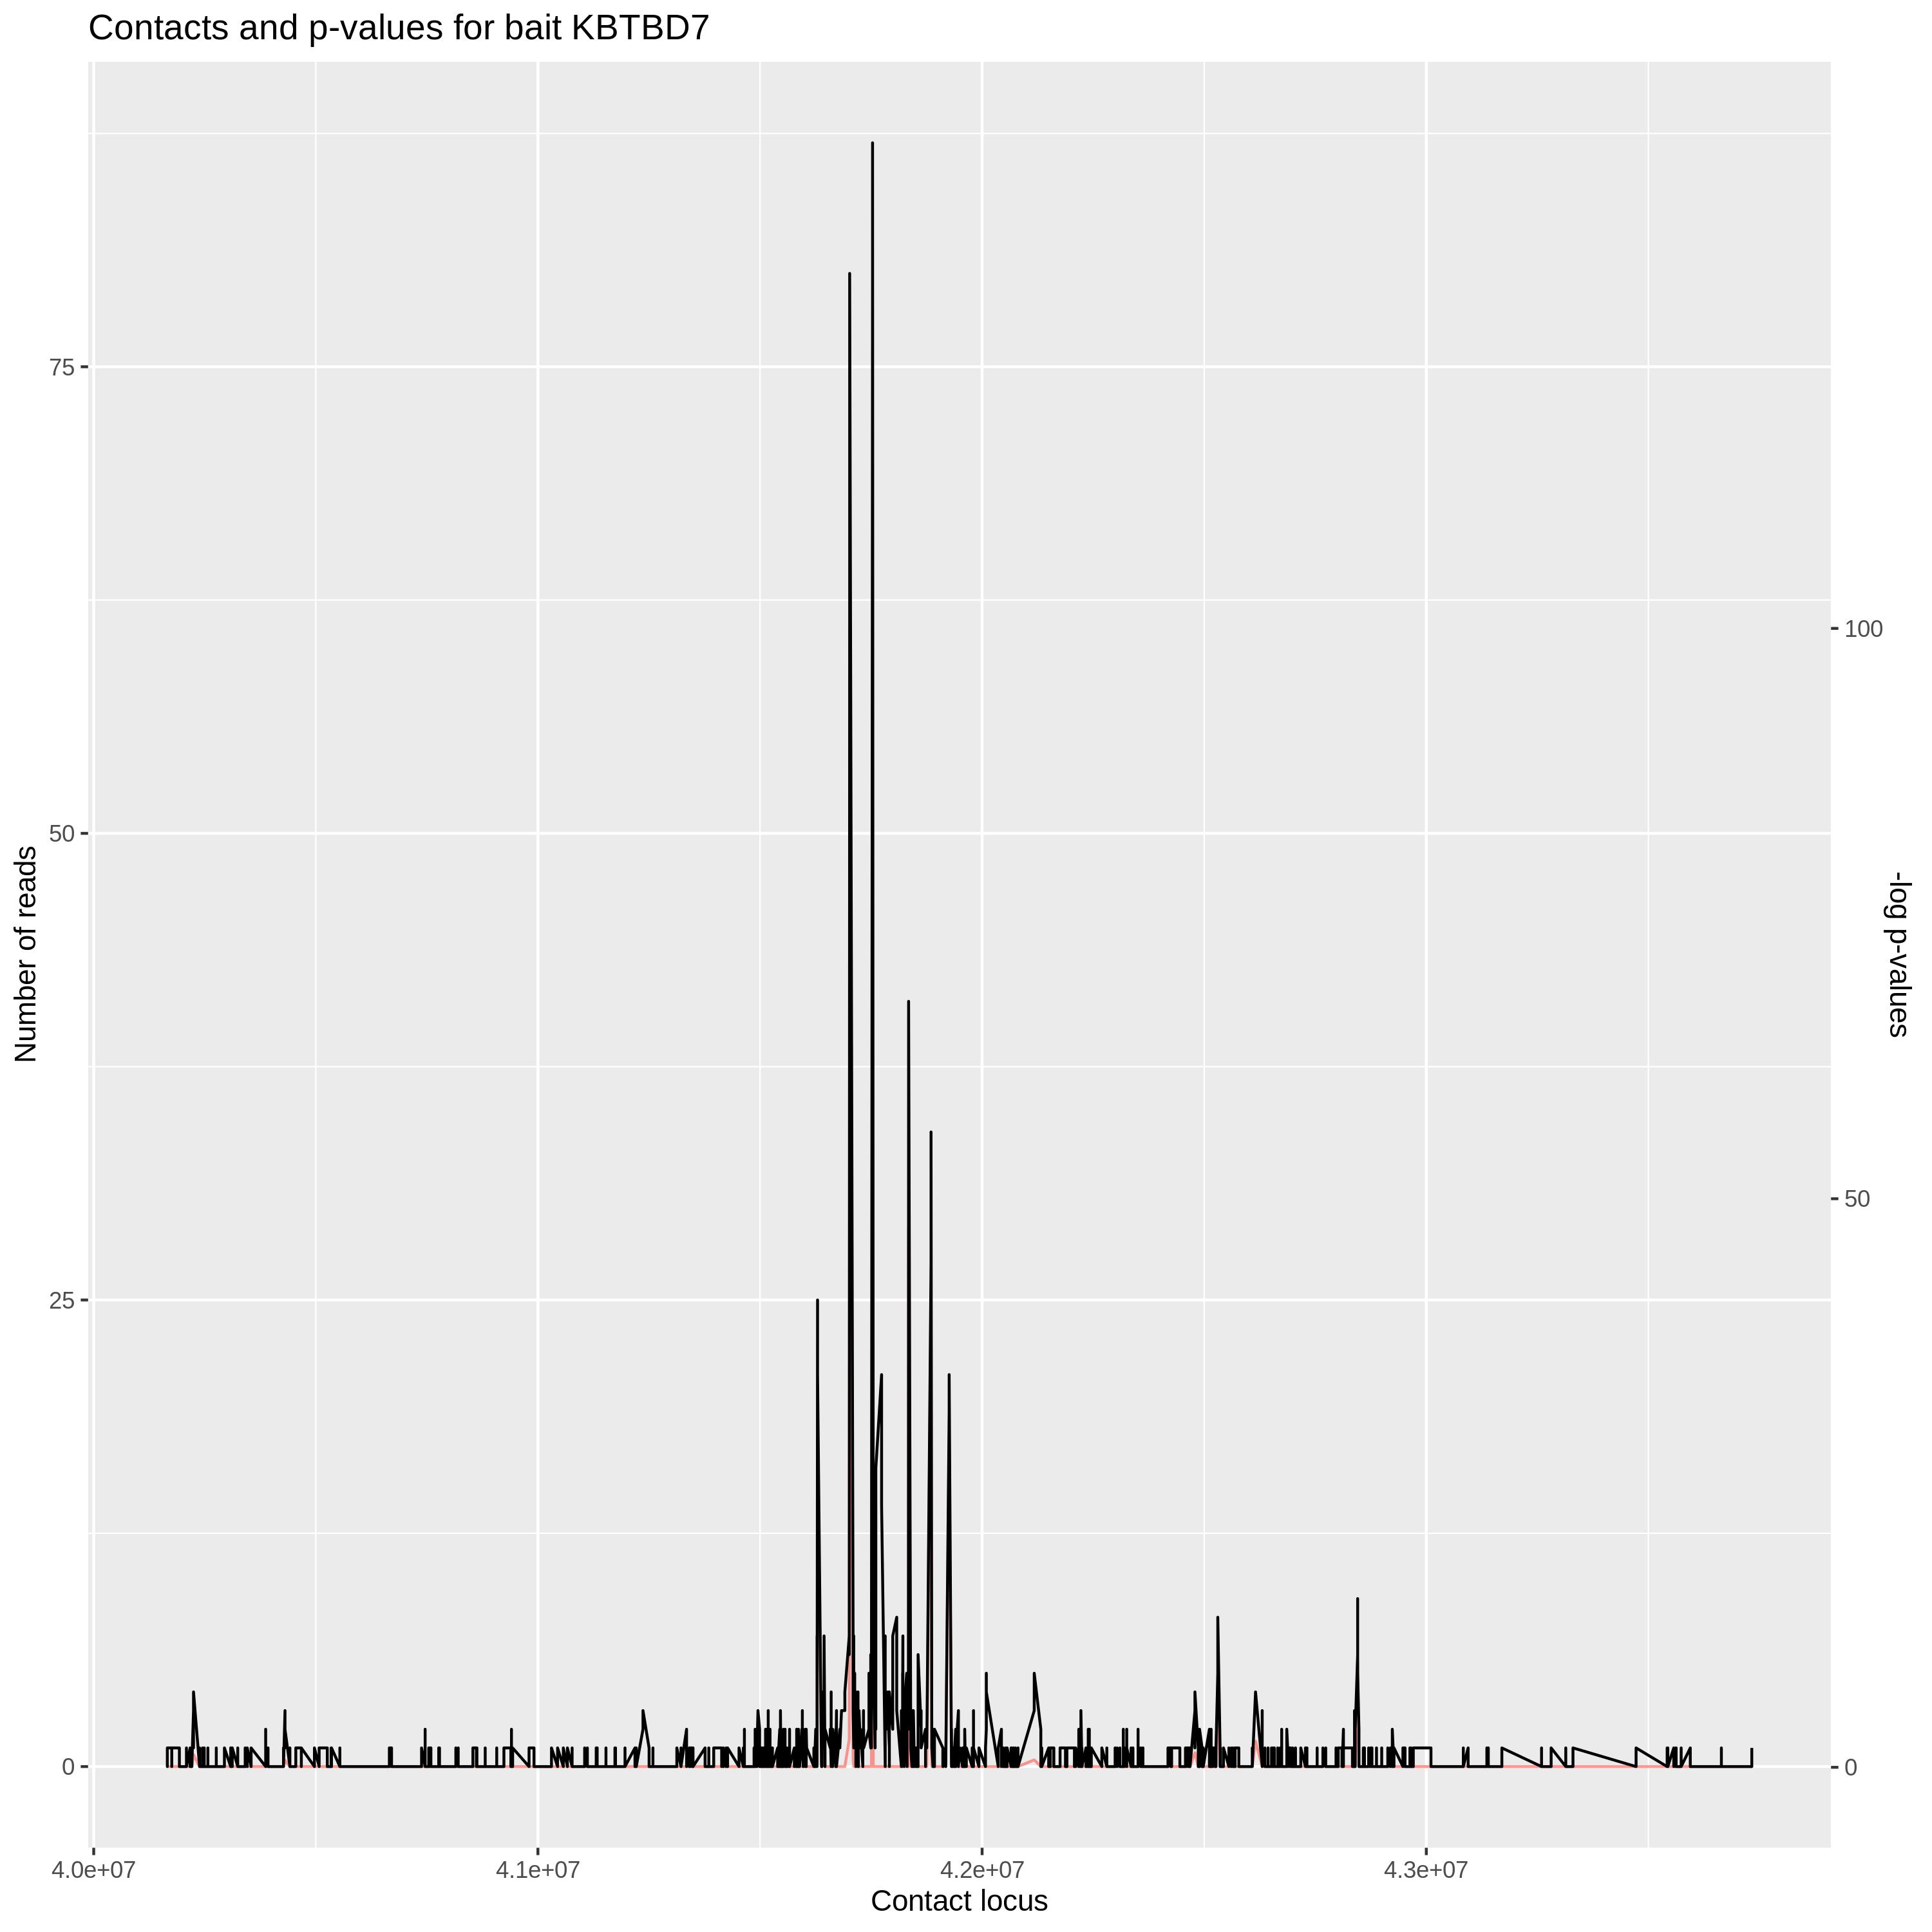 Contacts and p-values for bait KBTBD7
75
50
25
0
Number of reads
100
50
0
-log p-values
4.0e+07
4.1e+07
4.2e+07
4.3e+07
Contact locus